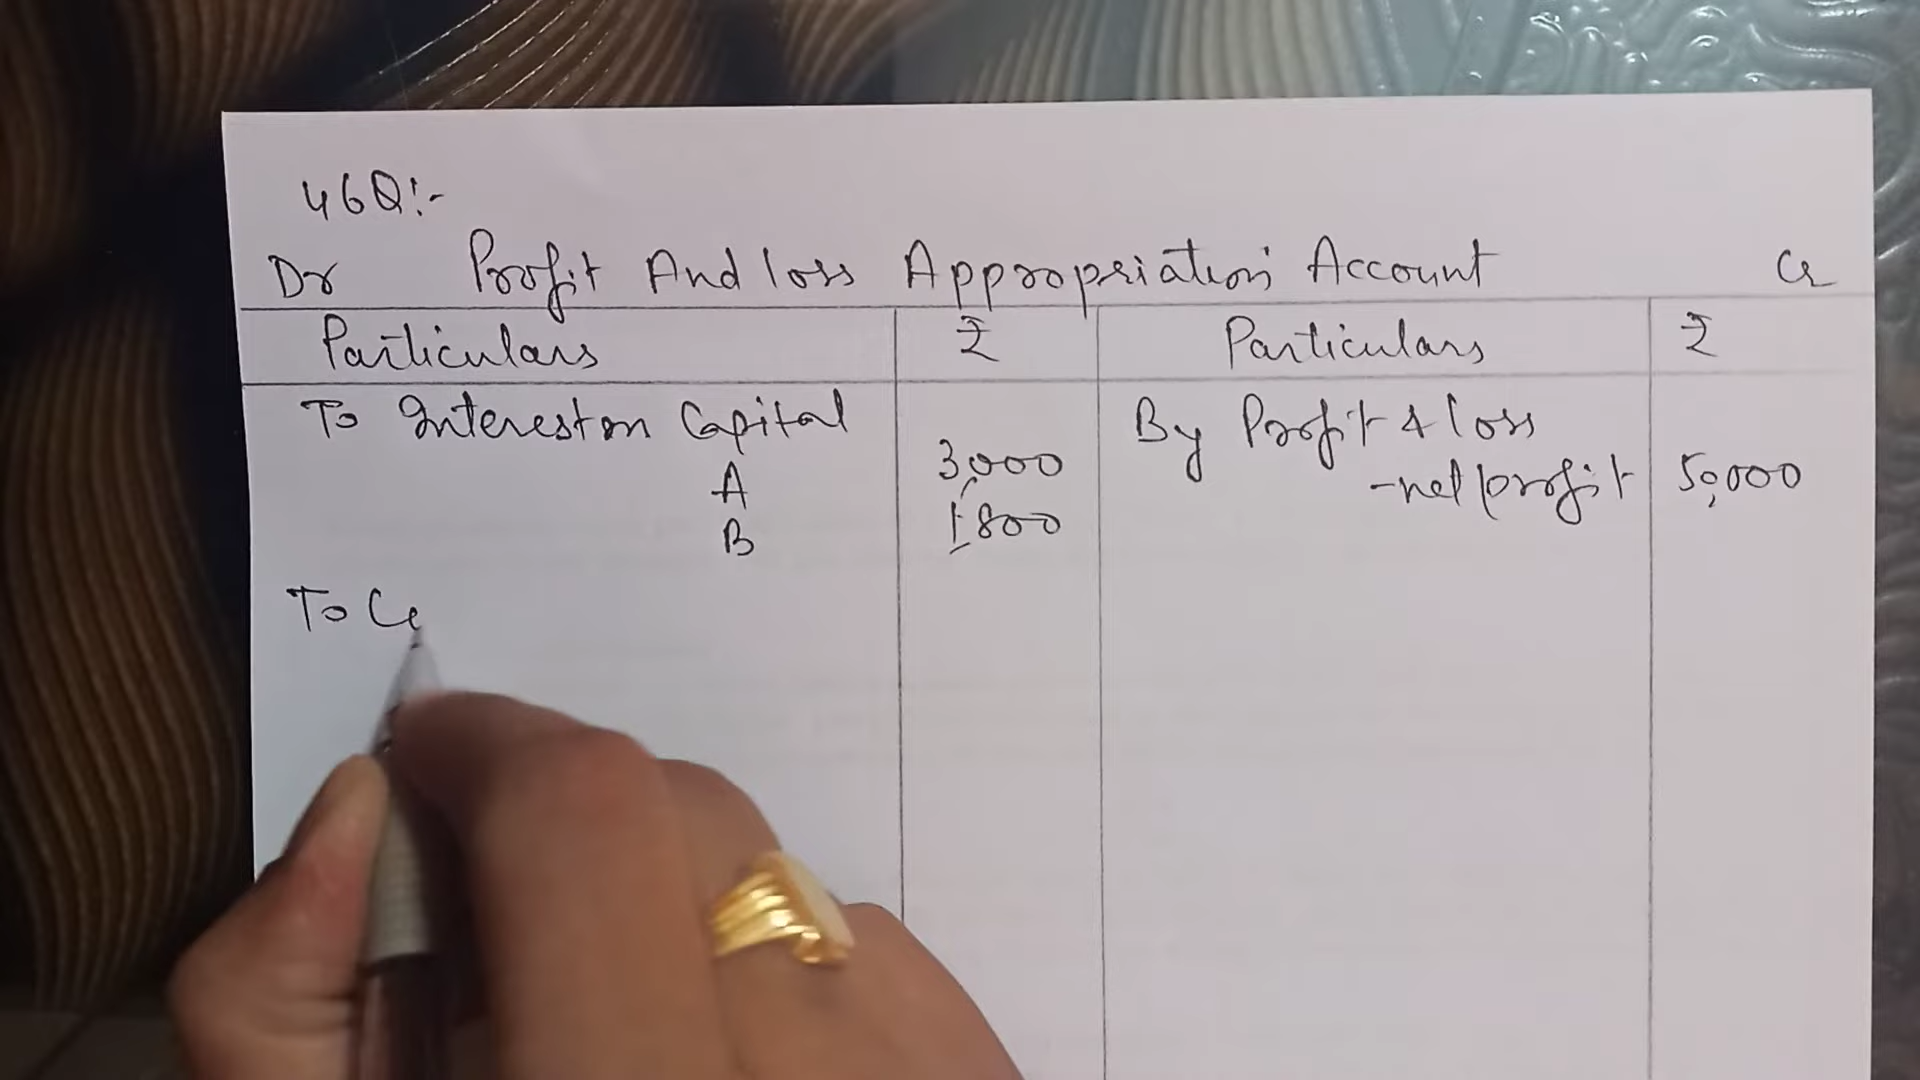 46Q:-
Dr Profit And loss Appropriation Account Cr
Particulars ₹ Particulars ₹
To Interest on Capital By Profit & loss
A 3,000 -net profit 50,000
B 1,800
To Ca